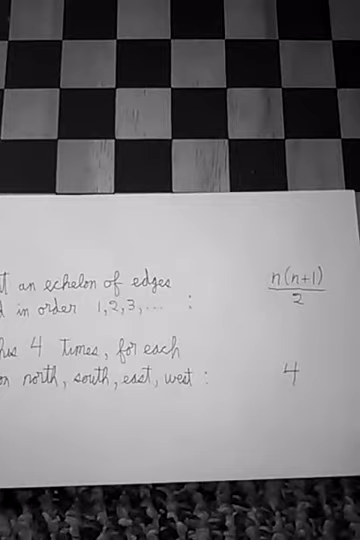 an echelon of edges n(n+1)/2
in order 1,2,3,... :
4 times, for each
north, south, east, west : 4